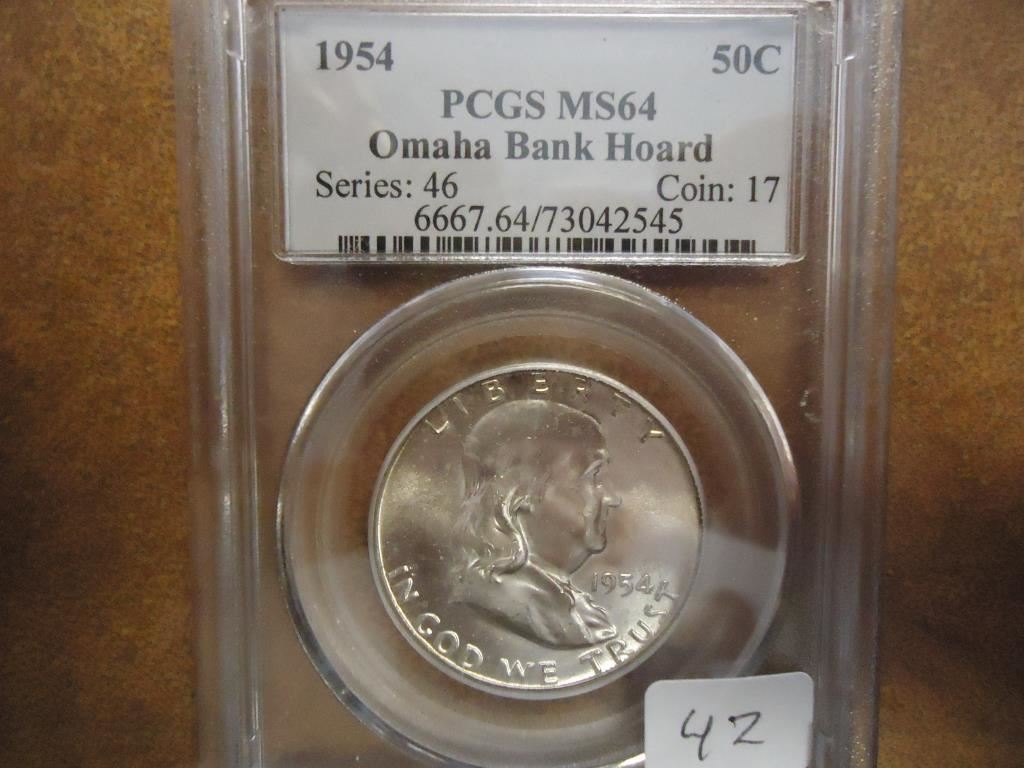 1954 50C
PCGS MS64
Omaha Bank Hoard
Series: 46 Coin: 17
6667.64/73042545
LIBERTY
1954
IN GOD WE TRUST
42